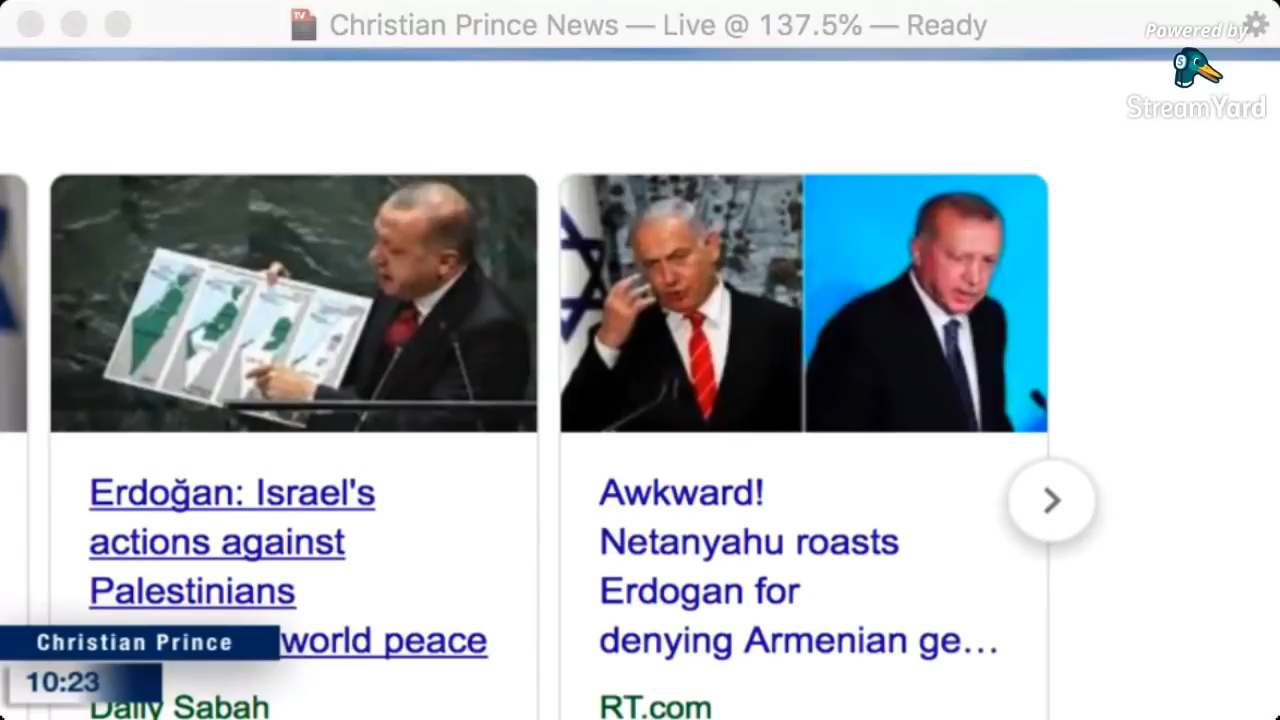 Christian Prince News — Live @ 137.5% — Ready
Powered by
StreamYard
Erdoğan: Israel's
actions against
Palestinians
world peace
Daily Sabah
Awkward!
Netanyahu roasts
Erdogan for
denying Armenian ge...
RT.com
Christian Prince
10:23